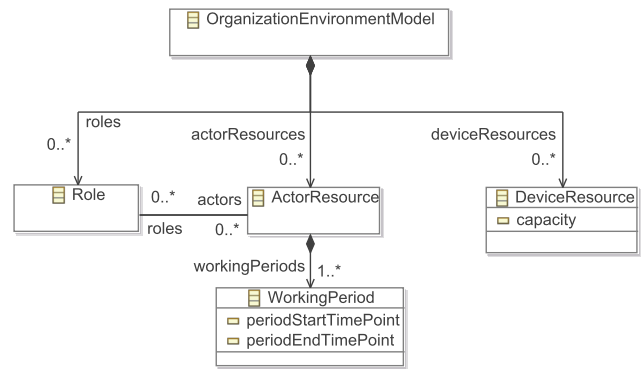 OrganizationEnvironmentModel
roles
0..*
actorResources
0..*
deviceResources
0..*
Role
0..*
actors
roles
0..*
ActorResource
DeviceResource
capacity
workingPeriods
1..*
WorkingPeriod
periodStartTimePoint
periodEndTimePoint